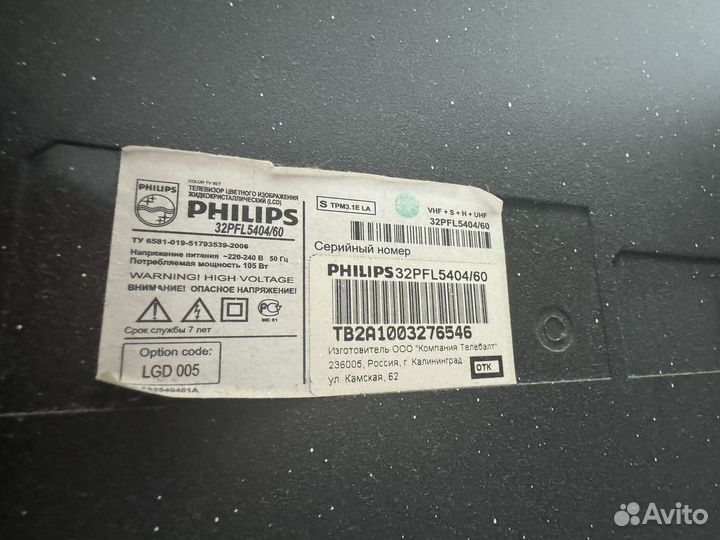 COLOR TV SET
ТЕЛЕВИЗОР ЦВЕТНОГО ИЗОБРАЖЕНИЯ
ЖИДКОКРИСТАЛЛИЧЕСКИЙ (LCD)
PHILIPS
PHILIPS
32PFL5404/60
ТУ 6581-019-51793539-2006
Напряжение питания ~220-240 В 50 Гц
Потребляемая мощность 105 Вт
WARNING! HIGH VOLTAGE
ВНИМАНИЕ! ОПАСНОЕ НАПРЯЖЕНИЕ!
МЕ 61
Срок службы 7 лет
Option code:
LGD 005
S TPM3.1E LA
VHF + S + H + UHF
32PFL5404/60
Серийный номер
PHILIPS 32PFL5404/60
TB2A1003276546
Изготовитель ООО "Компания Телебалт"
236005, Россия, г. Калининград
ул. Камская, 62
ОТК
Avito